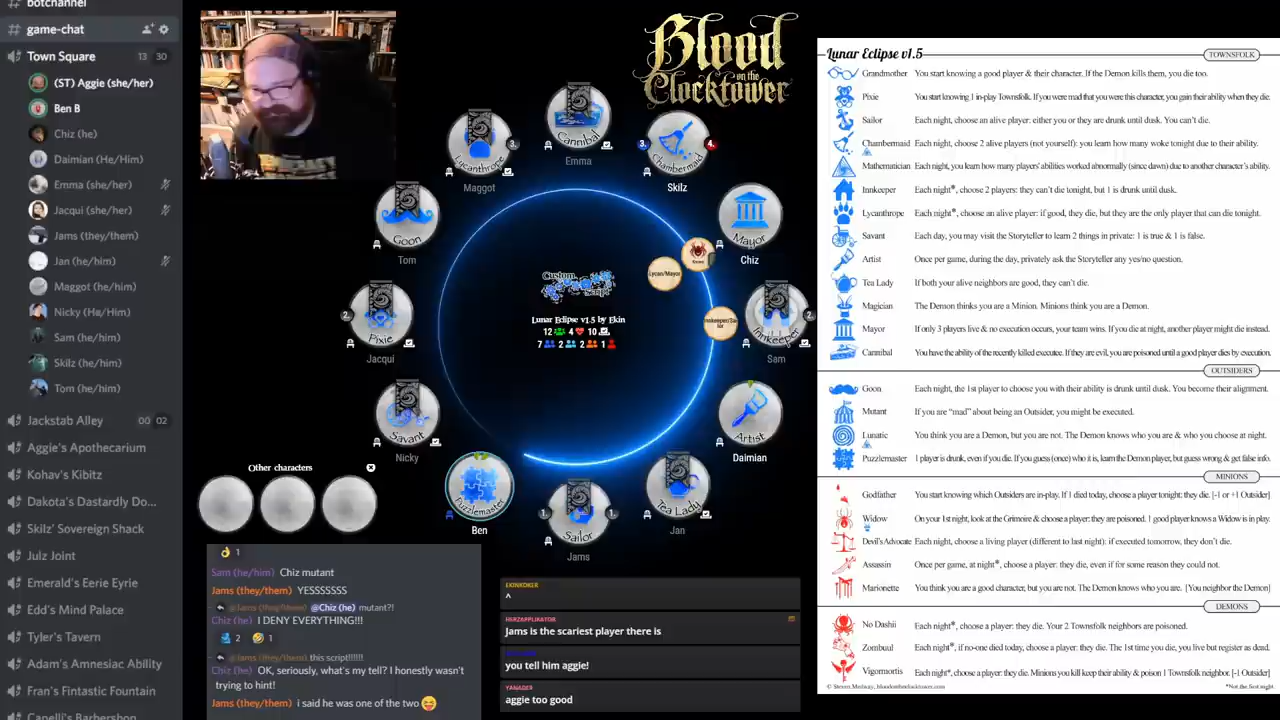 botchannel
game-chat
Town Square 13 30
(ST) Aggie (she/her)
Ben B
Chiz (he)
Daimian (He/Him)
Emma (she/her)
Jacqui (she/her)
Jams (they/them)
Jan (he/him)
Maggot (he/him)
Nicky (He/Him)
Sam (he/him)
Skilz (he/him)
Tom (he/him)
Jackstab Alley 00 02
Aggie's Apothecarium
Kohav's Kibitz
Dakota's Dastardly Do...
Skilz' Sovereign Shack
Julz Joint
Emerald's Eerie Eyrie
Edd's Mind Palace
Tyler's Tavern
Adam's Amnesiac Ability
Fran's Fantastic Fountain
Capelli's Barbershop
Blood
on the
Clocktower
Cannibal
Emma
Lycanthrope
3
Maggot
3
Chambermaid
4
Skilz
Goon
Tom
Mayor
Chiz
Lycan/Mayor
Pixie
2
Jacqui
Innkeeper
2
Sam
Custom
Script
Lunar Eclipse v1.5 by Ekin
12 4 10
7 2 2 1
Savant
Nicky
Artist
Daimian
Puzzlemaster
Ben
1
Sailor
1
Jams
Tea Lady
Jan
Other characters
1
Sam (he/him) Chiz mutant
Jams (they/them) YESSSSSSS
@Jams (they/them) @Chiz (he) mutant?!
Chiz (he) I DENY EVERYTHING!!!
2 1
@Jams (they/them) this script!!!!!!
Chiz (he) OK, seriously, what's my tell? I honestly wasn't
trying to hint!
Jams (they/them) i said he was one of the two
^
Jams is the scariest player there is
you tell him aggie!
aggie too good
Lunar Eclipse v1.5
TOWNSFOLK
Grandmother You start knowing a good player & their character. If the Demon kills them, you die too.
Pixie You start knowing 1 in-play Townsfolk. If you were mad that you were this character, you gain their ability when they die.
Sailor Each night, choose an alive player: either you or they are drunk until dusk. You can't die.
Chambermaid Each night, choose 2 alive players (not yourself): you learn how many woke tonight due to their ability.
Mathematician Each night, you learn how many players' abilities worked abnormally (since dawn) due to another character's ability.
Innkeeper Each night*, choose 2 players: they can't die tonight, but 1 is drunk until dusk.
Lycanthrope Each night*, choose an alive player: if good, they die, but they are the only player that can die tonight.
Savant Each day, you may visit the Storyteller to learn 2 things in private: 1 is true & 1 is false.
Artist Once per game, during the day, privately ask the Storyteller any yes/no question.
Tea Lady If both your alive neighbors are good, they can't die.
Magician The Demon thinks you are a Minion. Minions think you are a Demon.
Mayor If only 3 players live & no execution occurs, your team wins. If you die at night, another player might die instead.
Cannibal You have the ability of the recently killed executee. If they are evil, you are poisoned until a good player dies by execution.
OUTSIDERS
Goon Each night, the 1st player to choose you with their ability is drunk until dusk. You become their alignment.
Mutant If you are "mad" about being an Outsider, you might be executed.
Lunatic You think you are a Demon, but you are not. The Demon knows who you are & who you choose at night.
Puzzlemaster 1 player is drunk, even if you die. If you guess (once) who it is, learn the Demon player, but guess wrong & get false info.
MINIONS
Godfather You start knowing which Outsiders are in-play. If 1 died today, choose a player tonight: they die. [-1 or +1 Outsider]
Widow On your 1st night, look at the Grimoire & choose a player: they are poisoned. 1 good player knows a Widow is in play.
Devil's Advocate Each night, choose a living player (different to last night): if executed tomorrow, they don't die.
Assassin Once per game, at night*, choose a player: they die, even if for some reason they could not.
Marionette You think you are a good character, but you are not. The Demon knows who you are. [You neighbor the Demon]
DEMONS
No Dashii Each night*, choose a player: they die. Your 2 Townsfolk neighbors are poisoned.
Zombuul Each night*, if no-one died today, choose a player: they die. The 1st time you die, you live but register as dead.
Vigormortis Each night*, choose a player: they die. Minions you kill keep their ability & poison 1 Townsfolk neighbor. [-1 Outsider]
© Steven Medway, bloodontheclocktower.com *Not the first night